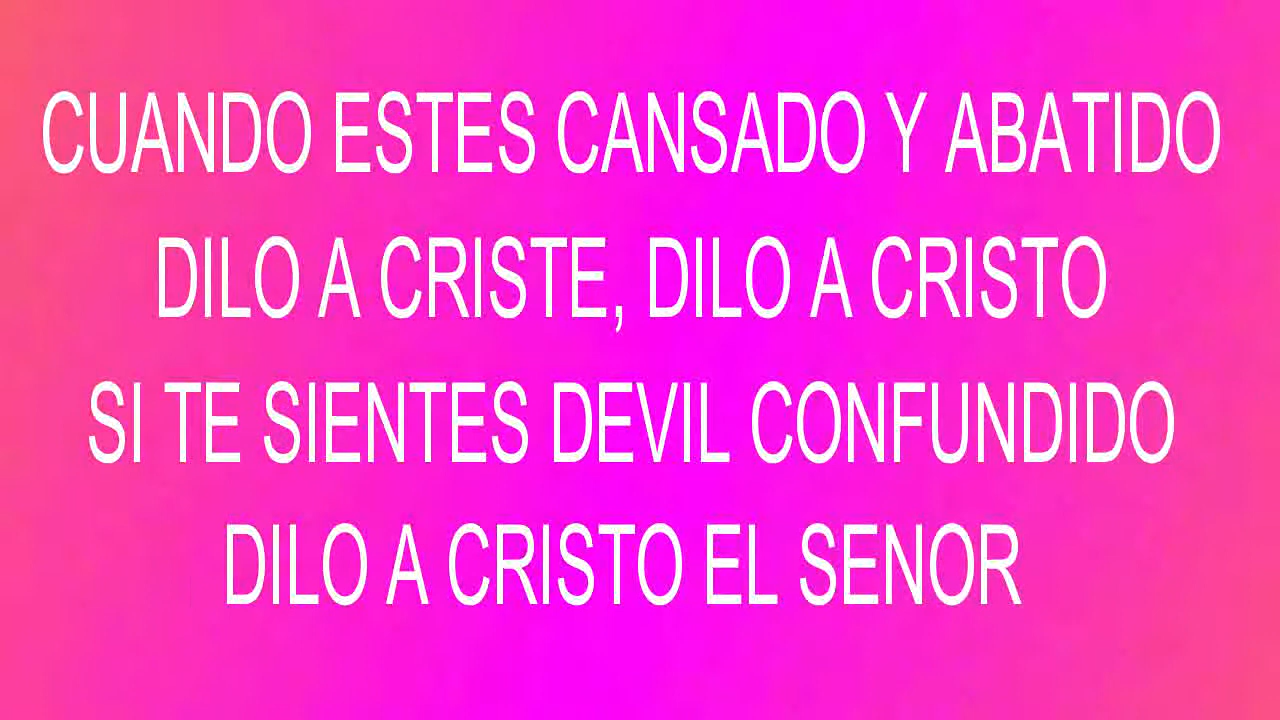 CUANDO ESTES CANSADO Y ABATIDO
DILO A CRISTE, DILO A CRISTO
SI TE SIENTES DEVIL CONFUNDIDO
DILO A CRISTO EL SENOR